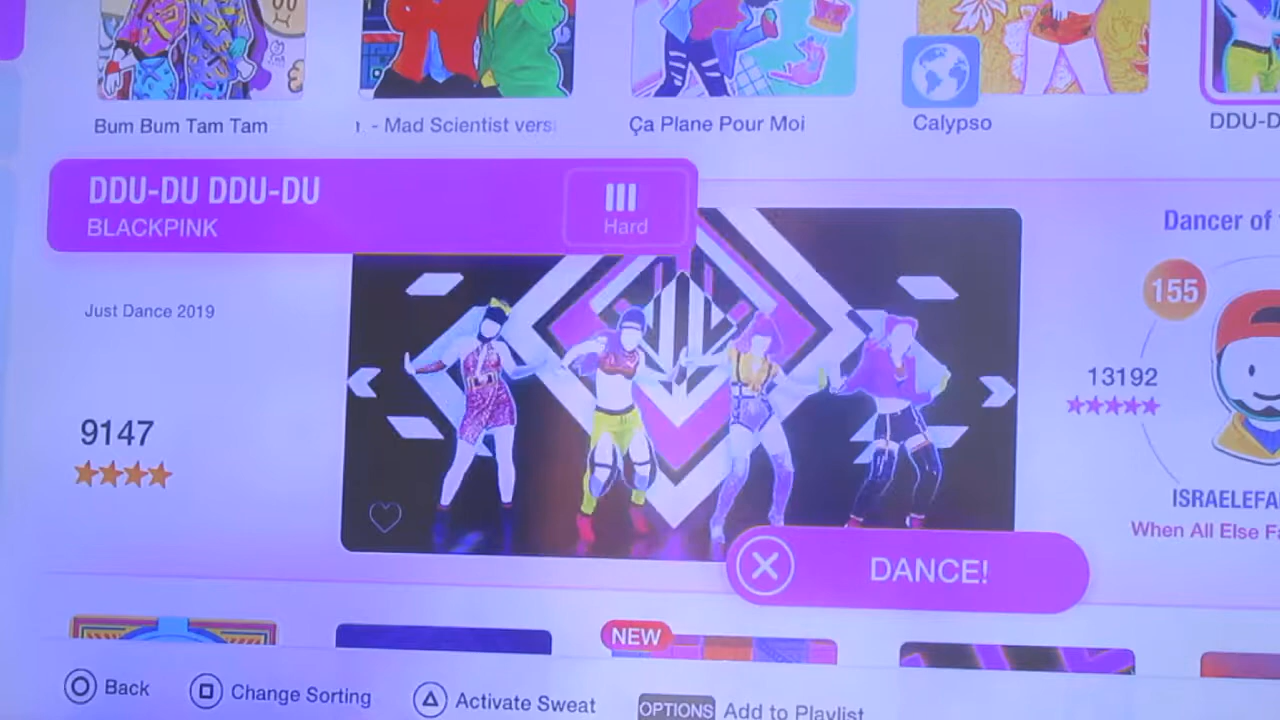 Bum Bum Tam Tam
- Mad Scientist versi
Ça Plane Pour Moi
Calypso
DDU-D
DDU-DU DDU-DU
BLACKPINK
Hard
Just Dance 2019
9147
Dancer of
155
13192
ISRAELEFA
When All Else Fa
DANCE!
NEW
Back
Change Sorting
Activate Sweat
OPTIONS
Add to Playlist